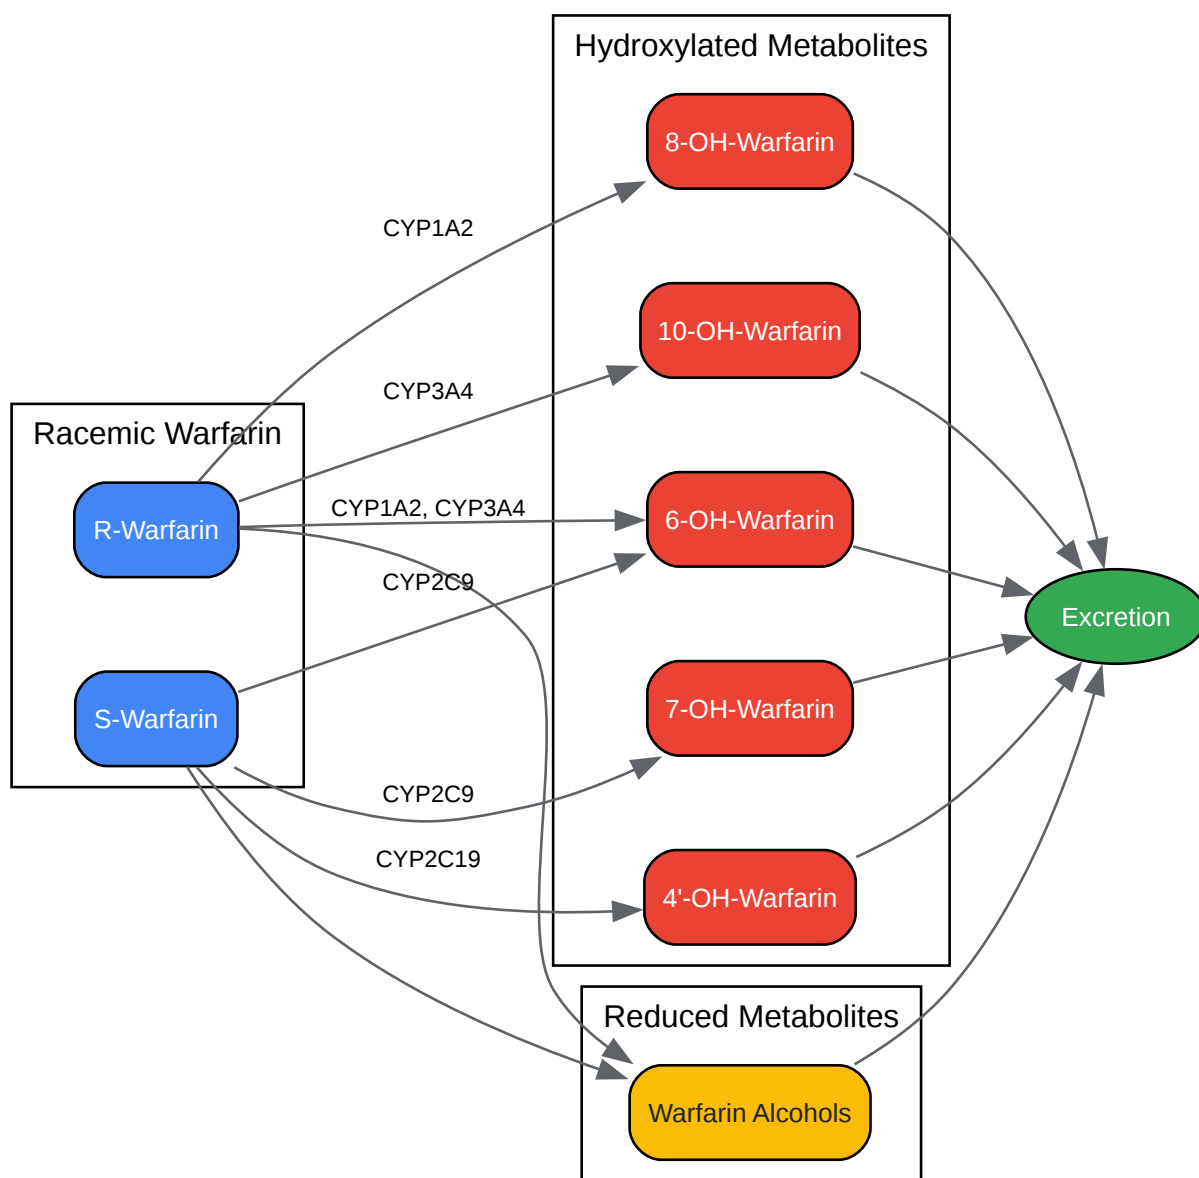 Hydroxylated Metabolites
8-OH-Warfarin
CYP1A2
10-OH-Warfarin
CYP3A4
Racemic Warfarin
R-Warfarin
CYP1A2, CYP3A4
6-OH-Warfarin
CYP2C9
Excretion
S-Warfarin
7-OH-Warfarin
CYP2C9
CYP2C19
4'-OH-Warfarin
Reduced Metabolites
Warfarin Alcohols